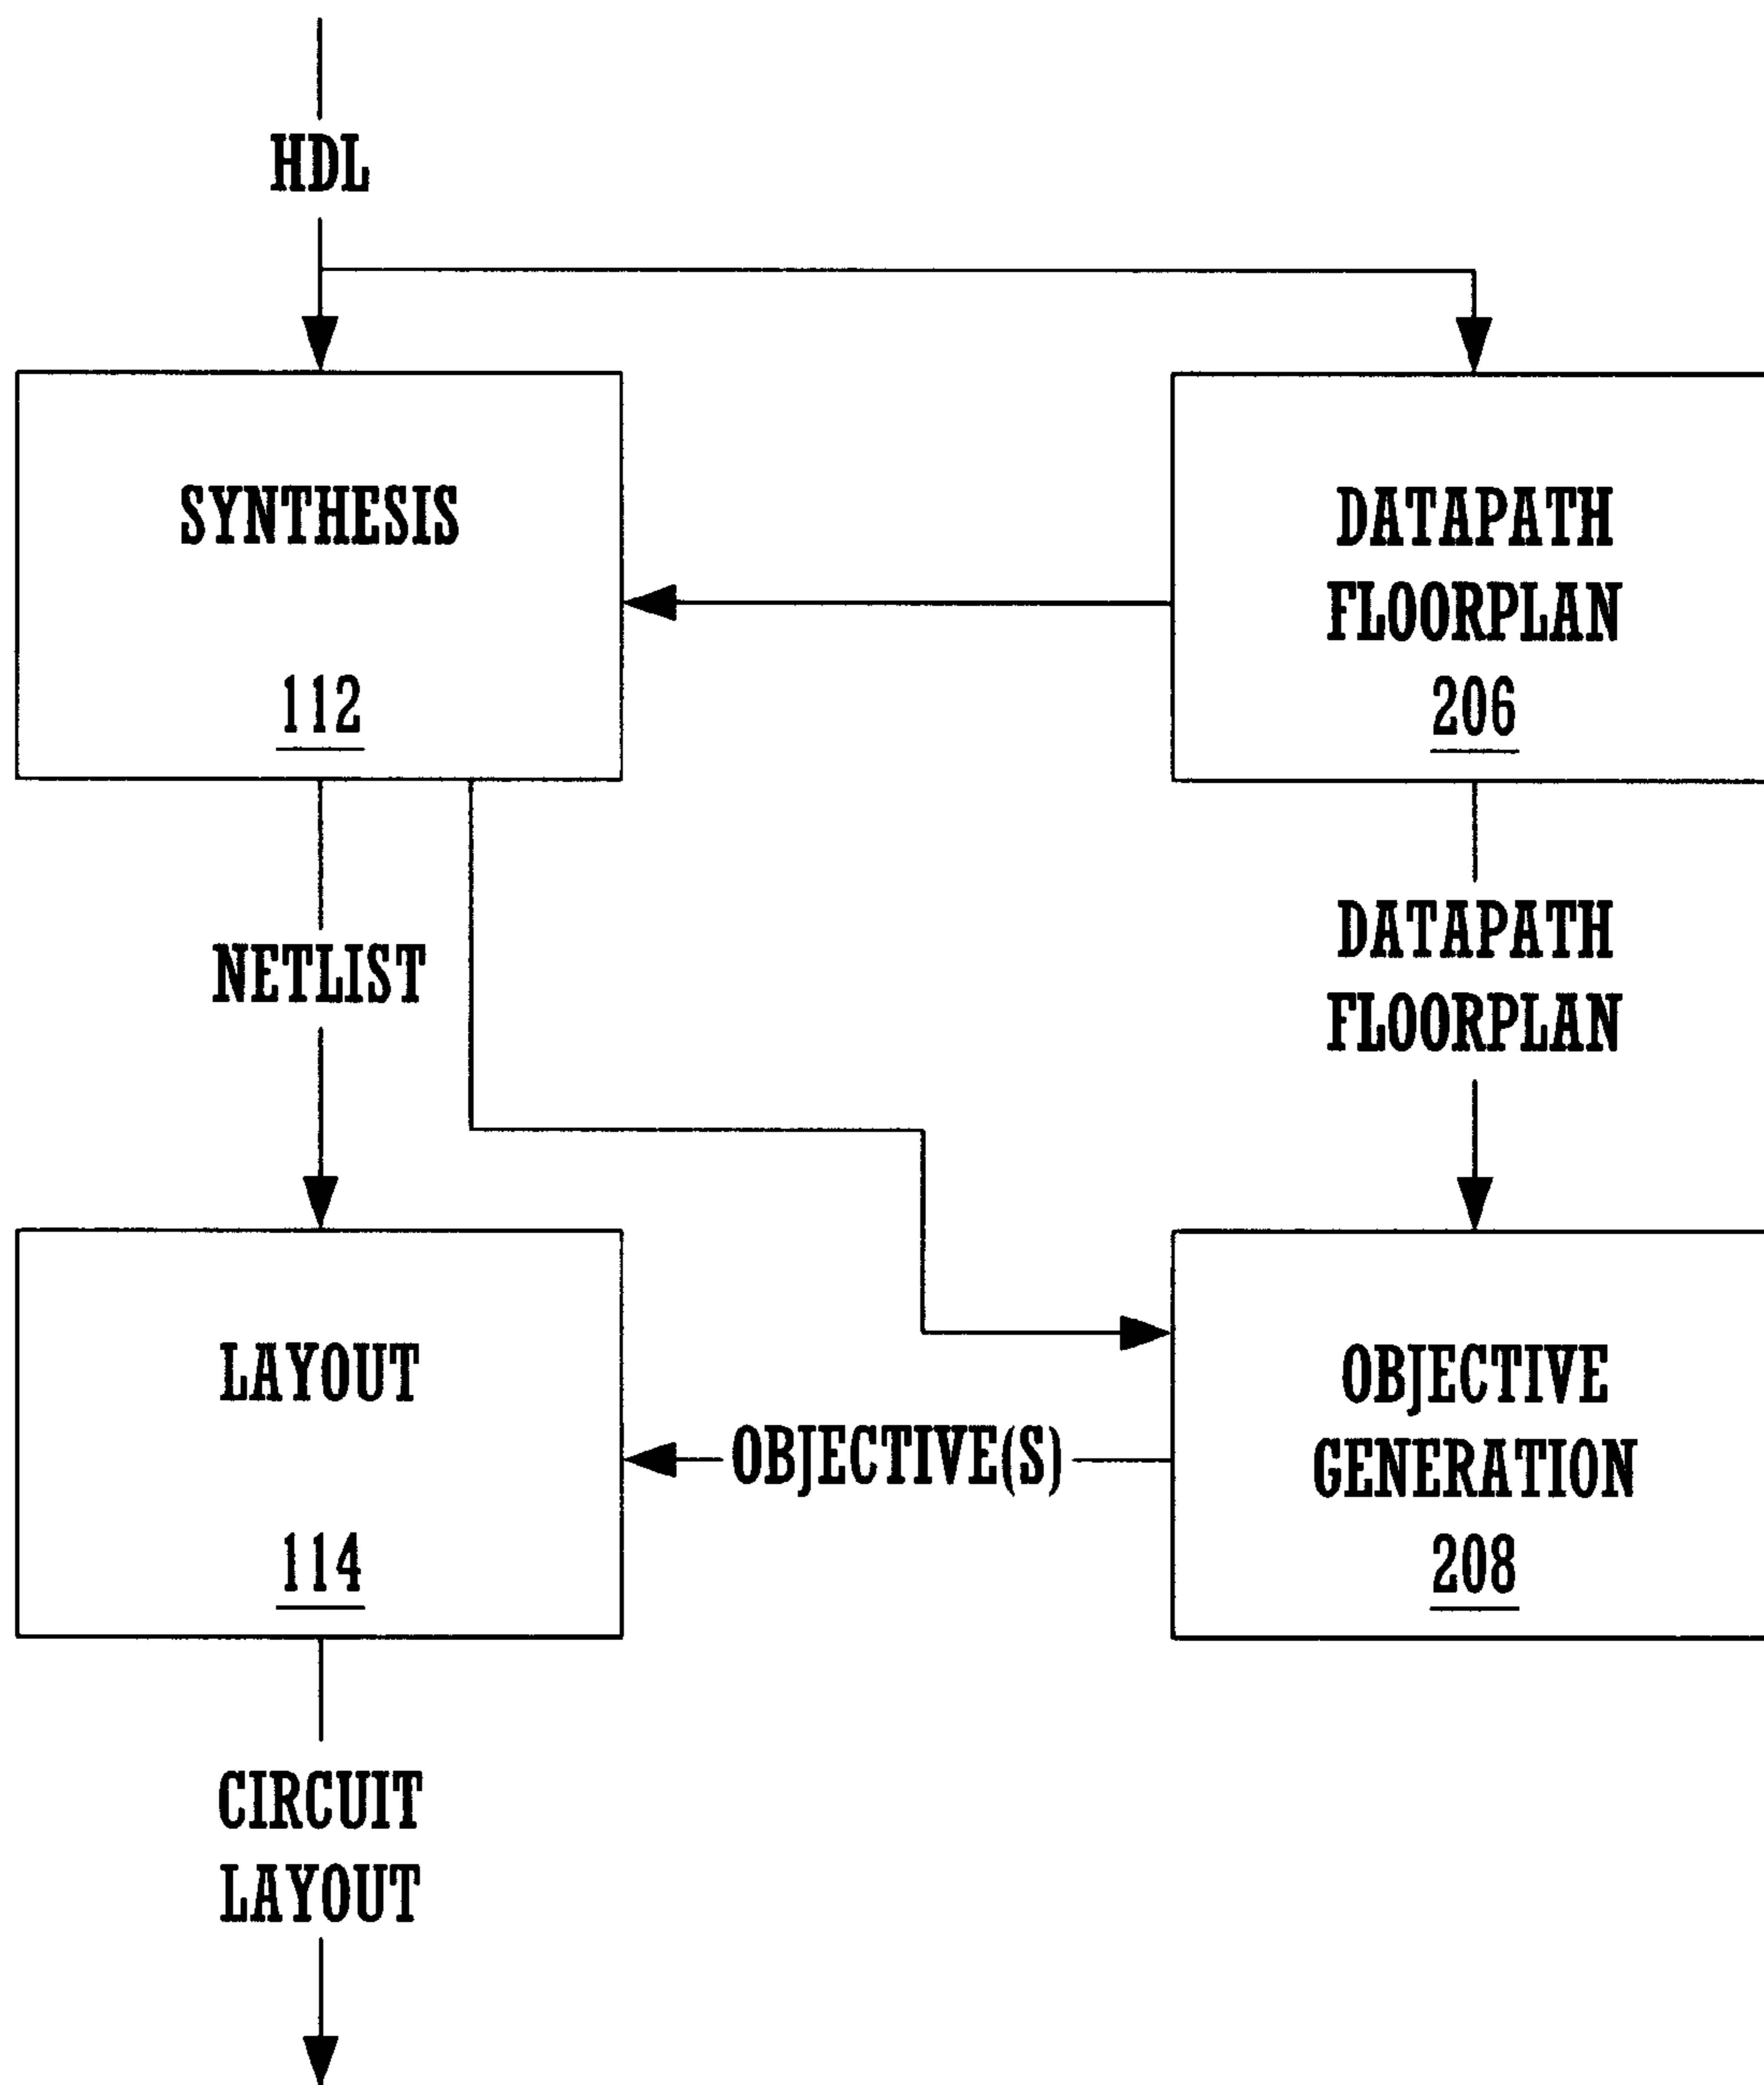 HDL
SYNTHESIS
112
DATAPATH
FLOORPLAN
206
NETLIST
DATAPATH
FLOORPLAN
LAYOUT
114
OBJECTIVE(S)
OBJECTIVE
GENERATION
208
CIRCUIT
LAYOUT